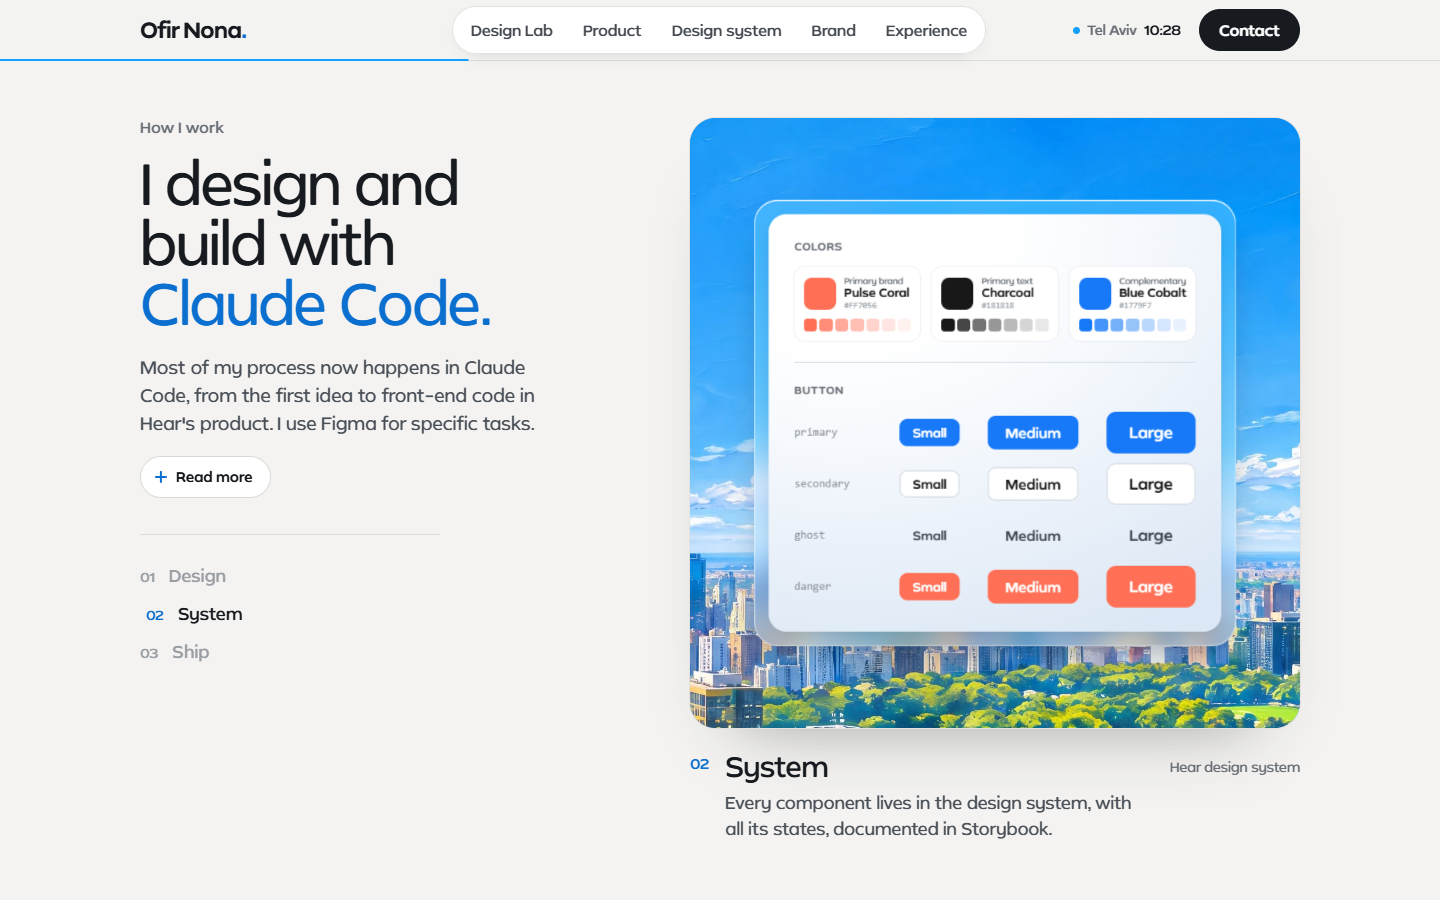 Ofir Nona.
Design Lab
Product
Design system
Brand
Experience
Tel Aviv 10:28
Contact
How I work
I design and
build with
Claude Code.
Most of my process now happens in Claude
Code, from the first idea to front-end code in
Hear's product. I use Figma for specific tasks.
+ Read more
01 Design
02 System
03 Ship
COLORS
Primary brand
Pulse Coral
#FF7056
Primary text
Charcoal
#181818
Complementary
Blue Cobalt
#1779F7
BUTTON
primary Small Medium Large
secondary Small Medium Large
ghost Small Medium Large
danger Small Medium Large
02 System
Hear design system
Every component lives in the design system, with
all its states, documented in Storybook.